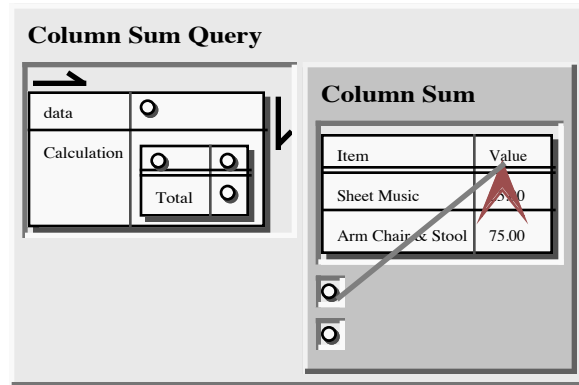 Column Sum Query
data
Calculation
Total
Column Sum
Item Value
Sheet Music
Arm Chair & Stool 75.00